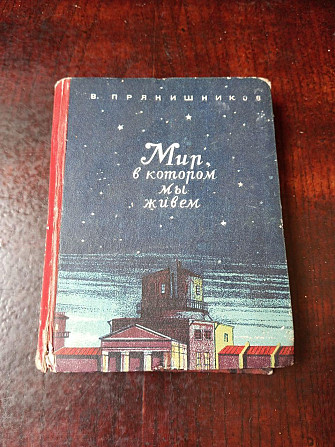 В. ПРЯНИШНИКОВ
Мир,
в котором
мы
живем